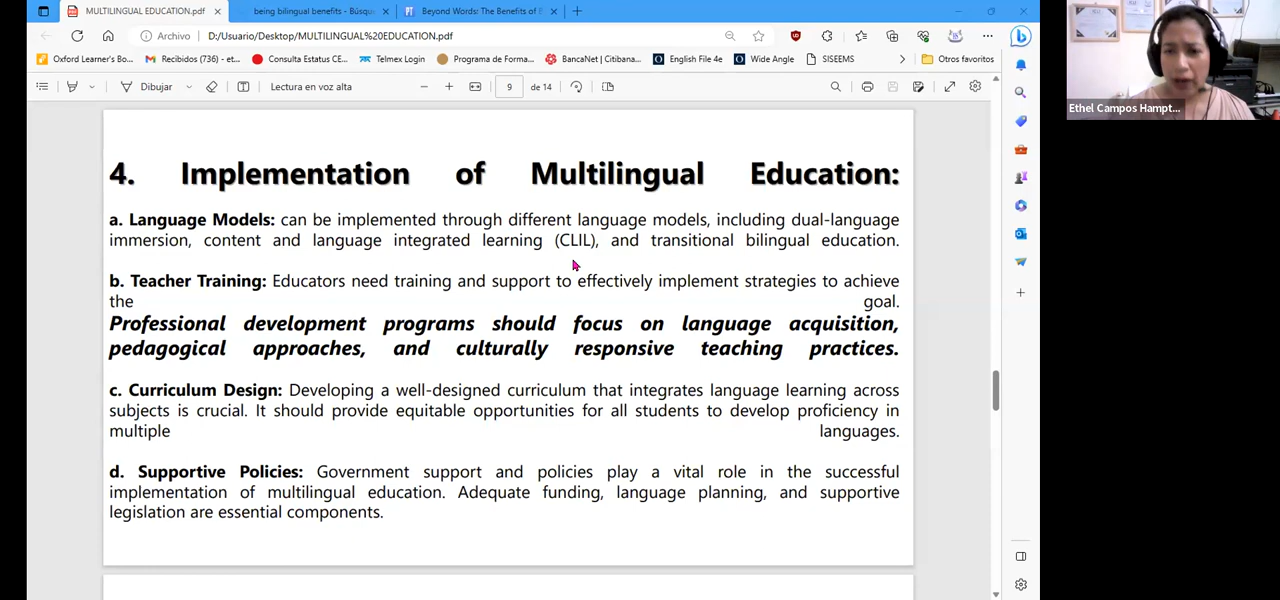 MULTILINGUAL EDUCATION.pdf
being bilingual benefits - Búsqu
Beyond Words: The Benefits of B
Archivo
D:/Usuario/Desktop/MULTILINGUAL%20EDUCATION.pdf
Oxford Learner's Bo...
Recibidos (736) - et...
Consulta Estatus CE...
Telmex Login
Programa de Forma...
BancaNet | Citibana...
English File 4e
Wide Angle
SISEEMS
Otros favoritos
Dibujar
Lectura en voz alta
9
de 14
4. Implementation of Multilingual Education:
a. Language Models: can be implemented through different language models, including dual-language
immersion, content and language integrated learning (CLIL), and transitional bilingual education.
b. Teacher Training: Educators need training and support to effectively implement strategies to achieve
the goal.
Professional development programs should focus on language acquisition,
pedagogical approaches, and culturally responsive teaching practices.
c. Curriculum Design: Developing a well-designed curriculum that integrates language learning across
subjects is crucial. It should provide equitable opportunities for all students to develop proficiency in
multiple languages.
d. Supportive Policies: Government support and policies play a vital role in the successful
implementation of multilingual education. Adequate funding, language planning, and supportive
legislation are essential components.
Ethel Campos Hampt...